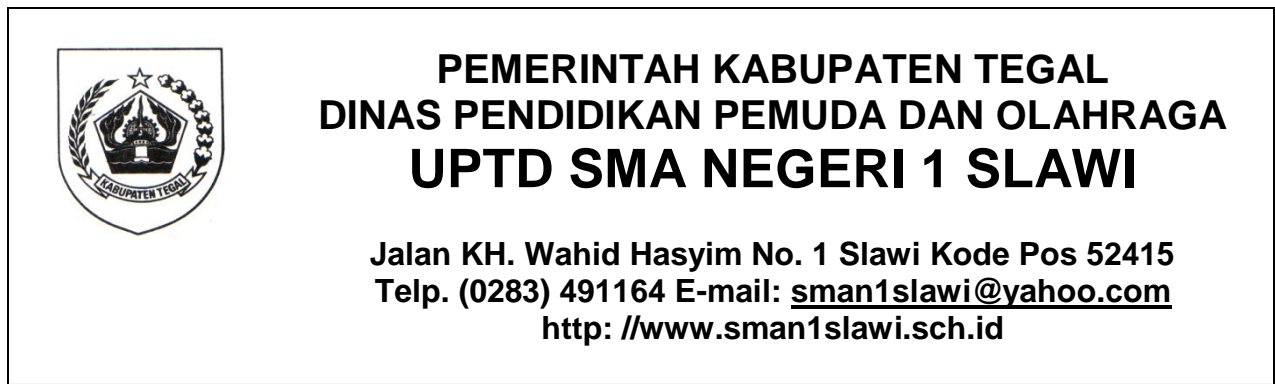 PEMERINTAH KABUPATEN TEGAL
DINAS PENDIDIKAN PEMUDA DAN OLAHRAGA
UPTD SMA NEGERI 1 SLAWI
KABUPATEN TEGAL
Jalan KH. Wahid Hasyim No. 1 Slawi Kode Pos 52415
Telp. (0283) 491164 E-mail: sman1slawi@yahoo.com
http: //www.sman1slawi.sch.id